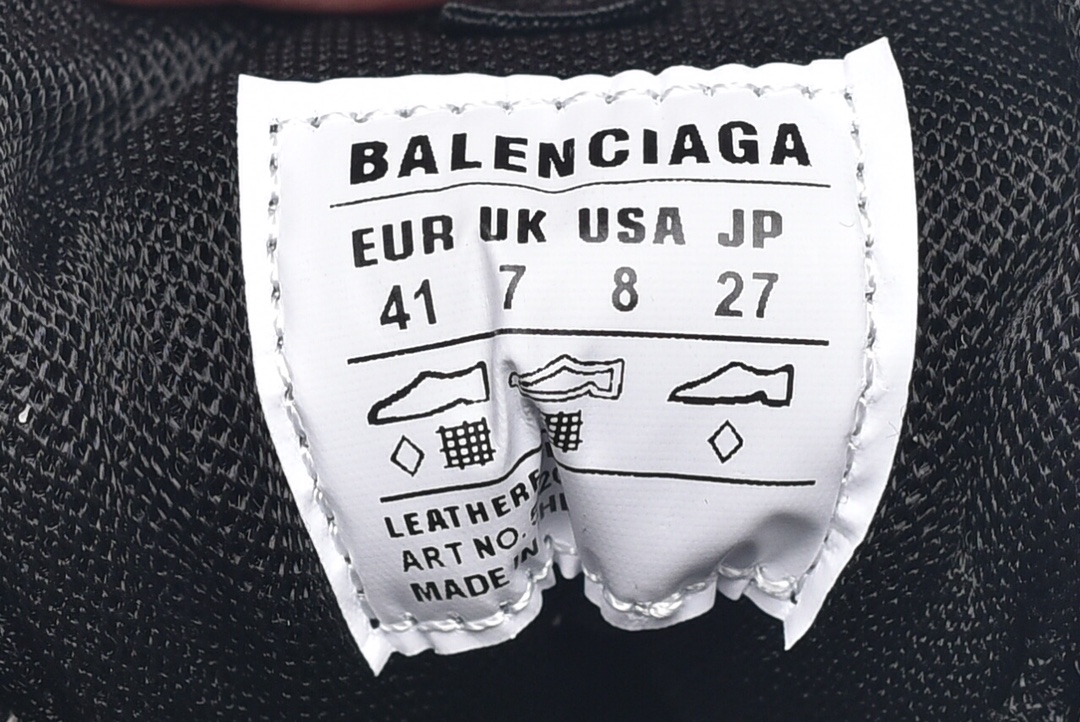 BALENCIAGA
EUR UK USA JP
41 7 8 27
LEATHER
ART NO.
MADE IN